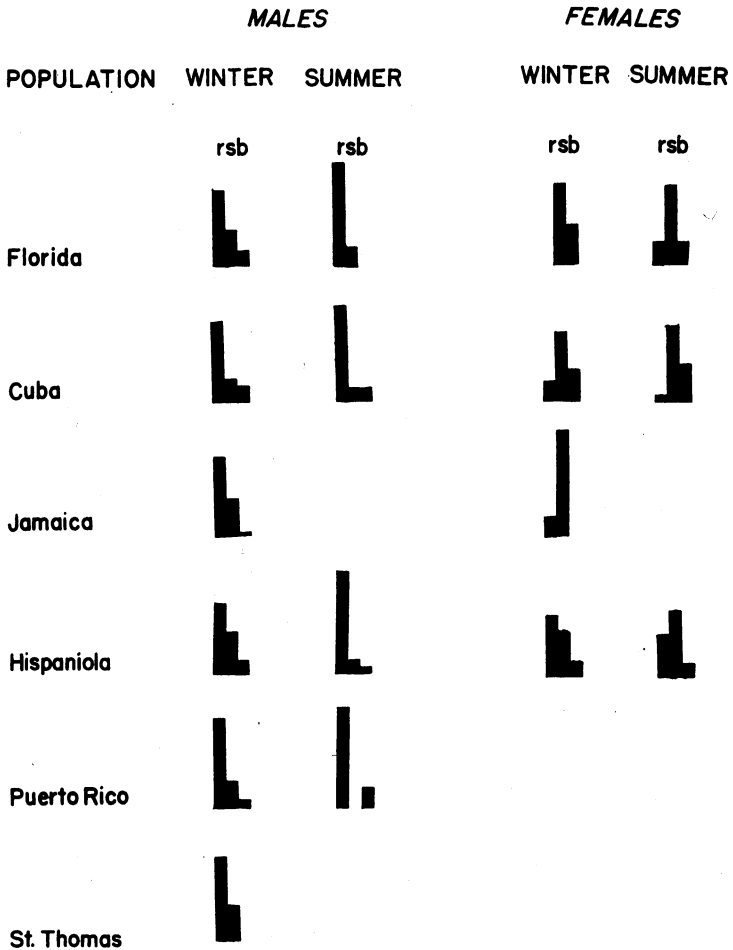 MALES FEMALES
POPULATION WINTER SUMMER WINTER SUMMER
rsb rsb rsb rsb
Florida
Cuba
Jamaica
Hispaniola
Puerto Rico
St. Thomas